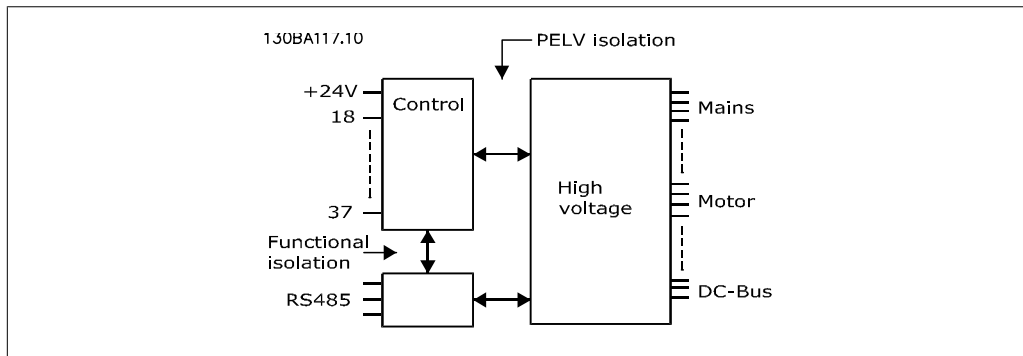 130BA117.10
PELV isolation
+24V
Control
18
Mains
High
voltage
37
Motor
Functional
isolation
RS485
DC-Bus